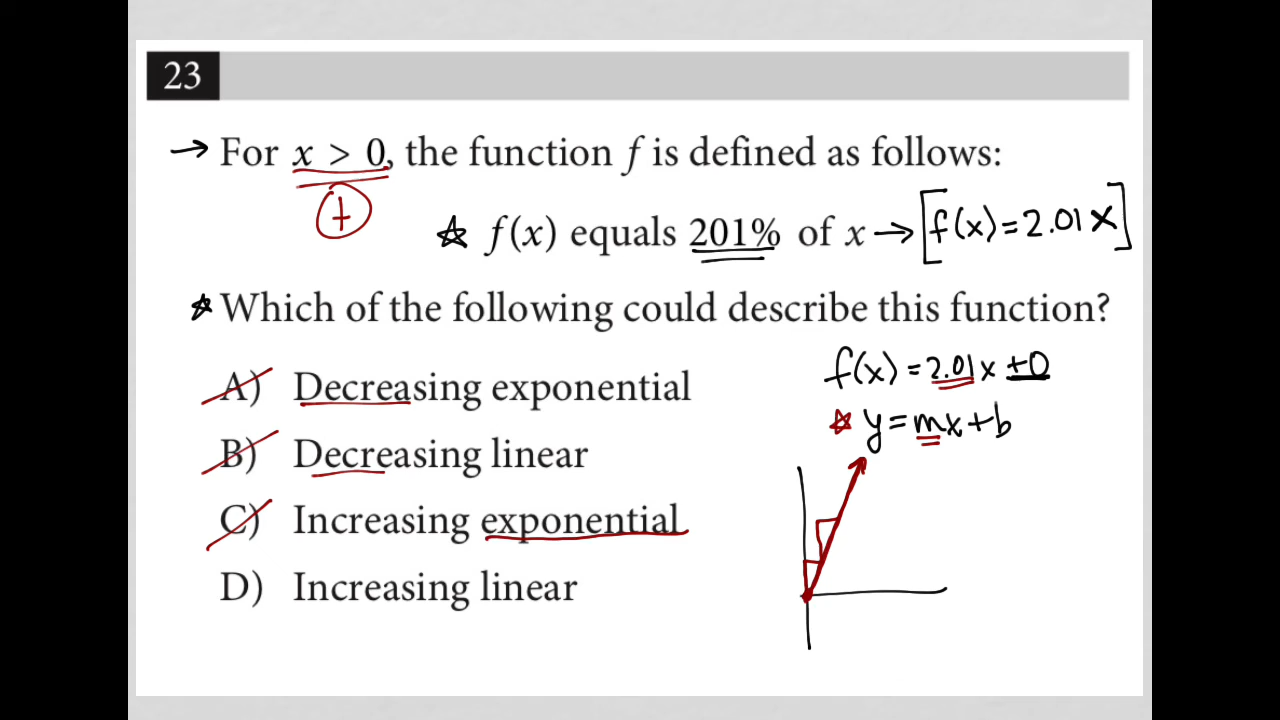 23
→ For x > 0, the function f is defined as follows:
+
☆ f(x) equals 201% of x → [f(x) = 2.01x]
☆ Which of the following could describe this function?
A) Decreasing exponential
B) Decreasing linear
C) Increasing exponential
D) Increasing linear
f(x) = 2.01x + 0
☆ y = mx + b